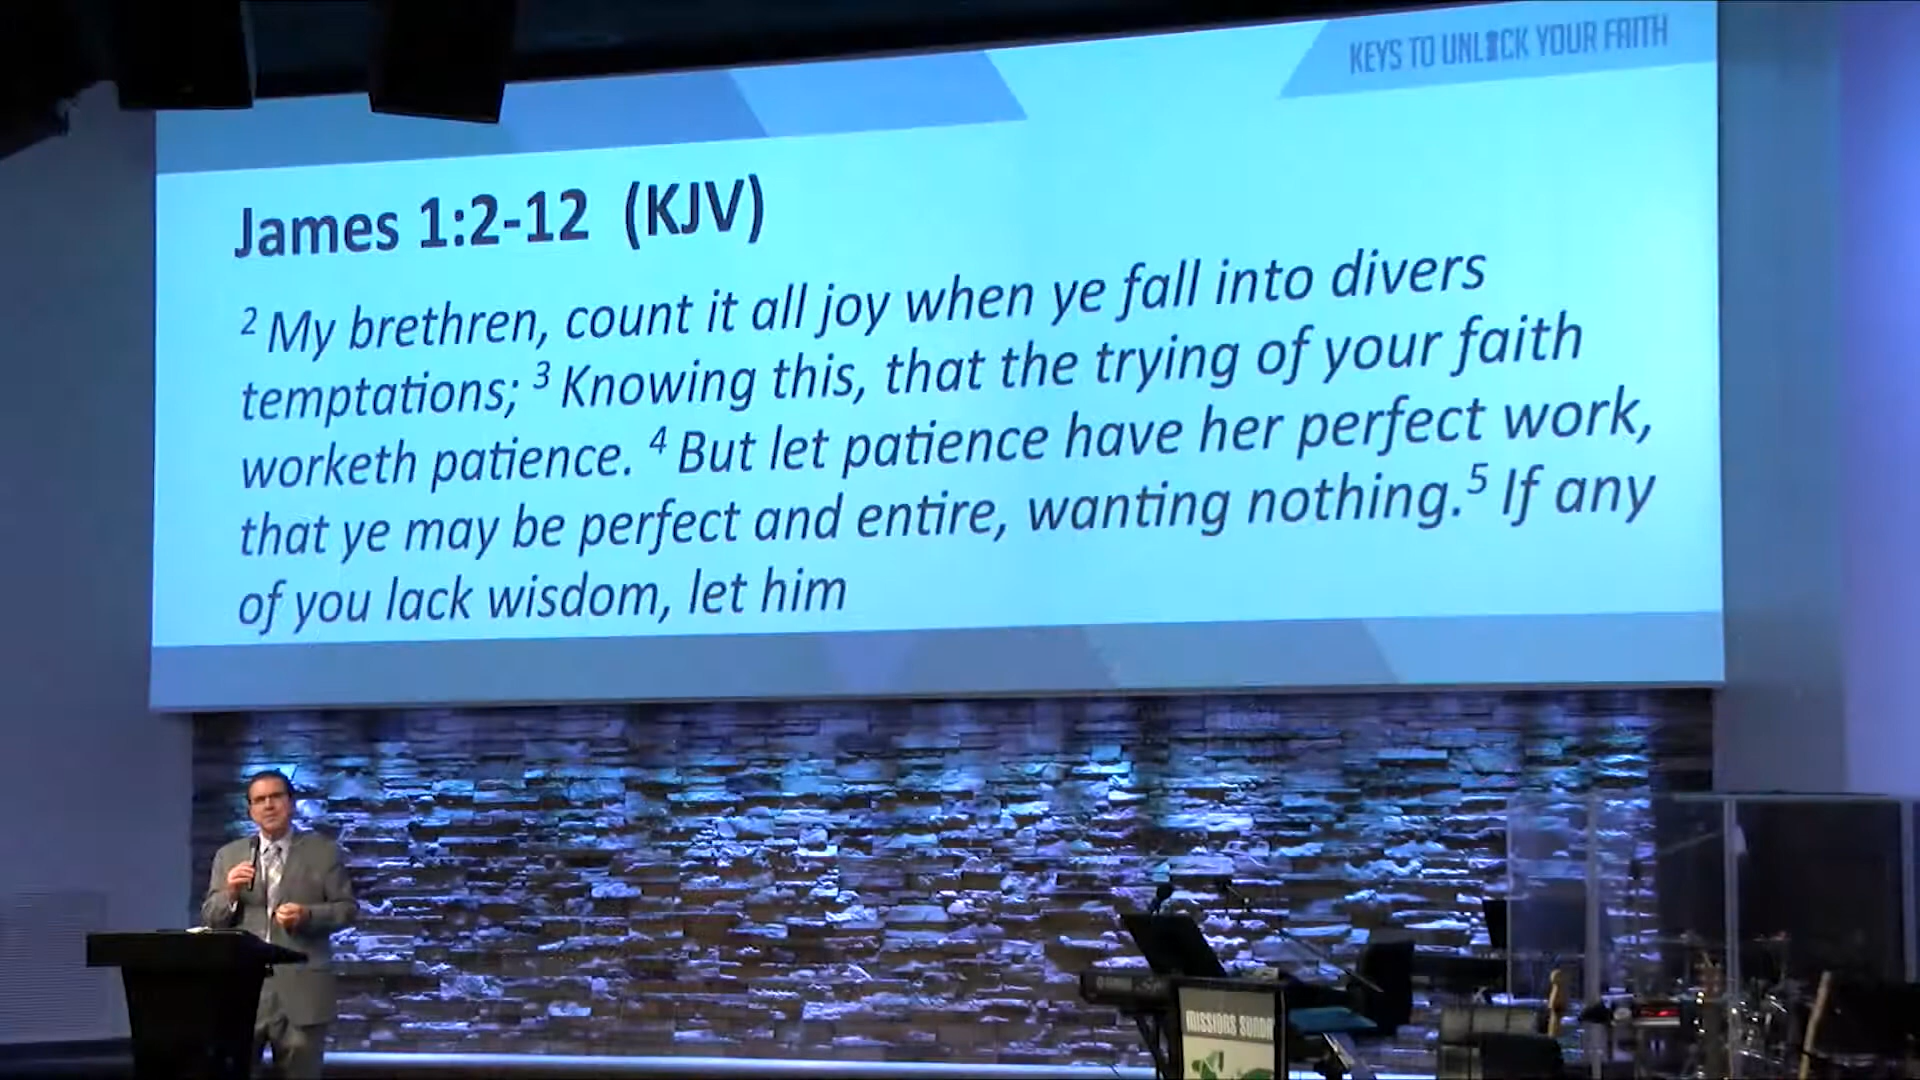 KEYS TO UNLOCK YOUR FAITH
James 1:2-12 (KJV)
2 My brethren, count it all joy when ye fall into divers
temptations; 3 Knowing this, that the trying of your faith
worketh patience. 4 But let patience have her perfect work,
that ye may be perfect and entire, wanting nothing.5 If any
of you lack wisdom, let him
MISSIONS SUNDA